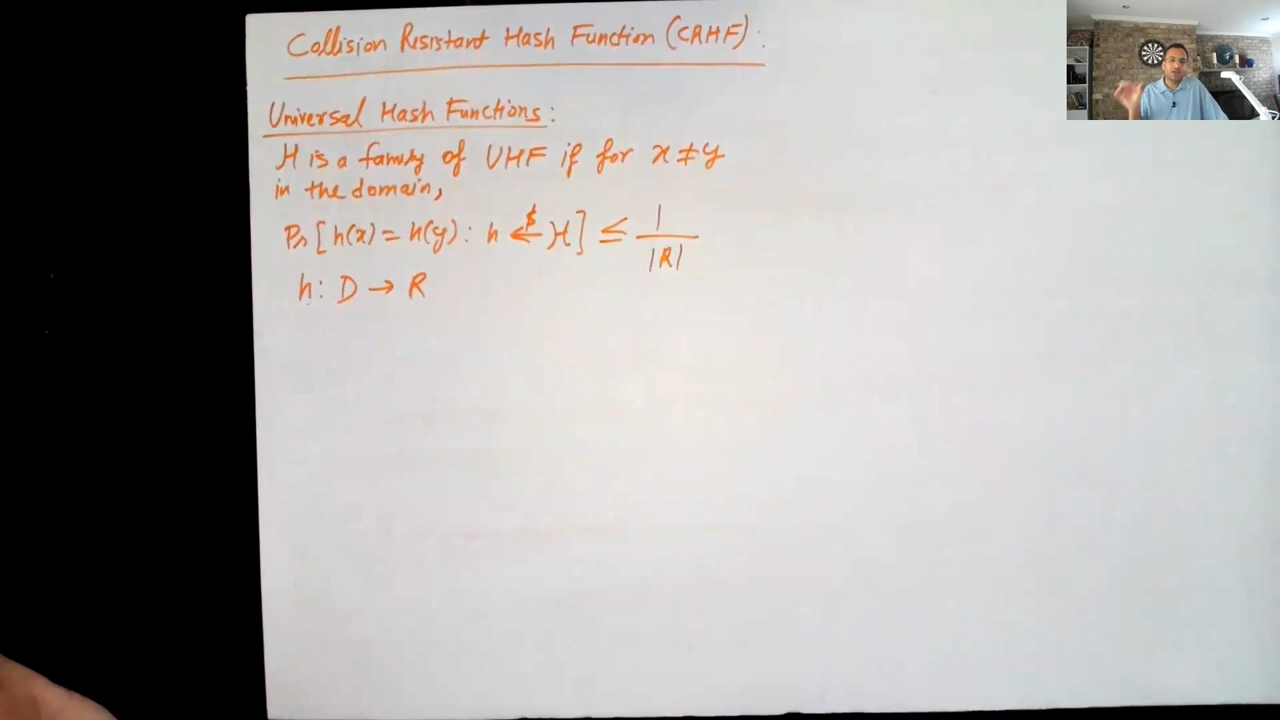 Collision Resistant Hash Function (CRHF):
Universal Hash Functions:
H is a family of UHF if for x ≠ y
in the domain,
Pr [ h(x) = h(y) : h ←$ H ] ≤ 1/|R|
h: D → R